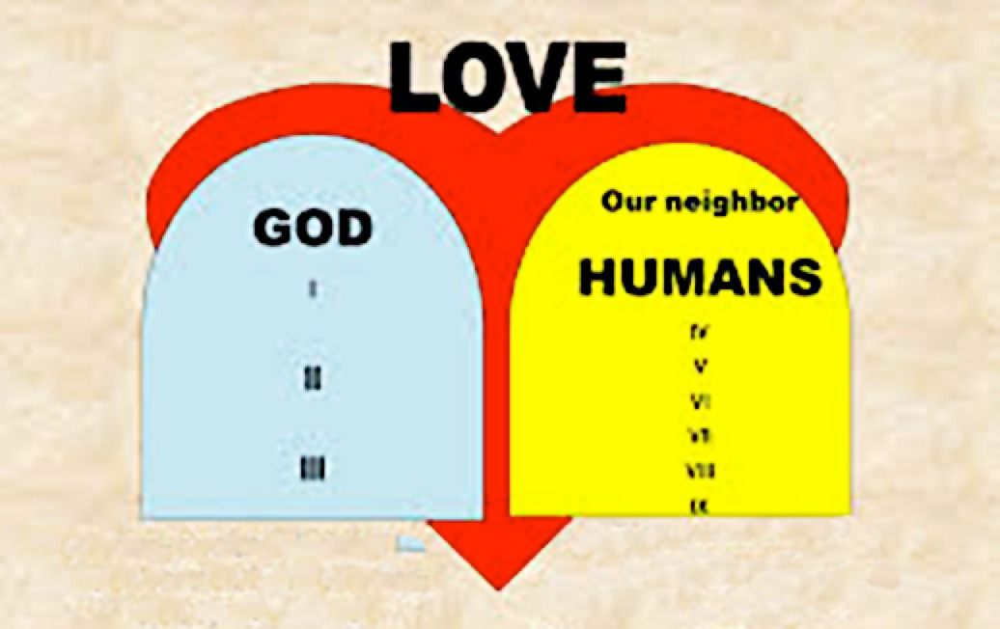 LOVE
GOD
I
II
III
Our neighbor
HUMANS
IV
V
VI
VII
VIII
IX